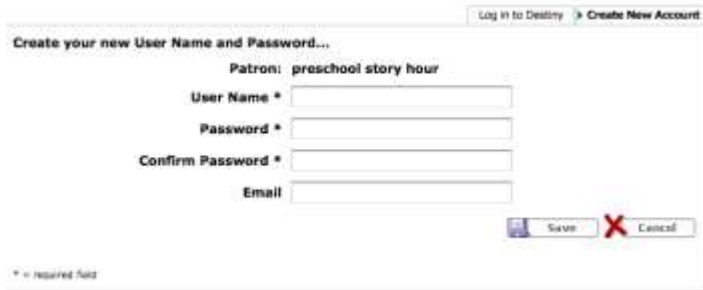 Log in to Destiny Create New Account
Create your new User Name and Password...
Patron: preschool story hour
User Name *
Password *
Confirm Password *
Email
Save Cancel
* = required field